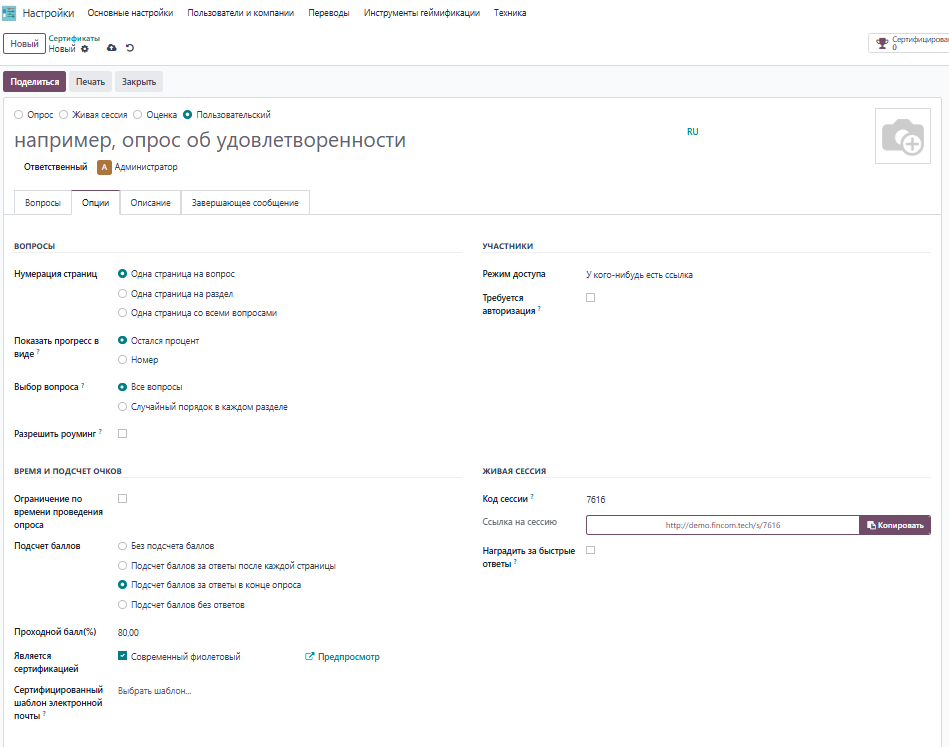 Настройки Основные настройки Пользователи и компании Переводы Инструменты геймификации Техника
Новый
Сертификаты
Новый
0
Поделиться Печать Закрыть
Опрос Живая сессия Оценка Пользовательский
например, опрос об удовлетворенности
RU
Ответственный A Администратор
Вопросы Опции Описание Завершающее сообщение
ВОПРОСЫ
Нумерация страниц
Одна страница на вопрос
Одна страница на раздел
Одна страница со всеми вопросами
Показать прогресс в
виде ?
Остался процент
Номер
Выбор вопроса ?
Все вопросы
Случайный порядок в каждом разделе
Разрешить роуминг ?
УЧАСТНИКИ
Режим доступа
У кого-нибудь есть ссылка
Требуется
авторизация ?
ВРЕМЯ И ПОДСЧЕТ ОЧКОВ
Ограничение по
времени проведения
опроса
Подсчет баллов
Без подсчета баллов
Подсчет баллов за ответы после каждой страницы
Подсчет баллов за ответы в конце опроса
Подсчет баллов без ответов
Проходной балл(%)
80,00
Является
сертификацией
Современный фиолетовый
Предпросмотр
Сертифицированный
шаблон электронной
почты ?
Выбрать шаблон...
ЖИВАЯ СЕССИЯ
Код сессии ?
7616
Ссылка на сессию
http://demo.fincom.tech/s/7616
Копировать
Наградить за быстрые
ответы ?